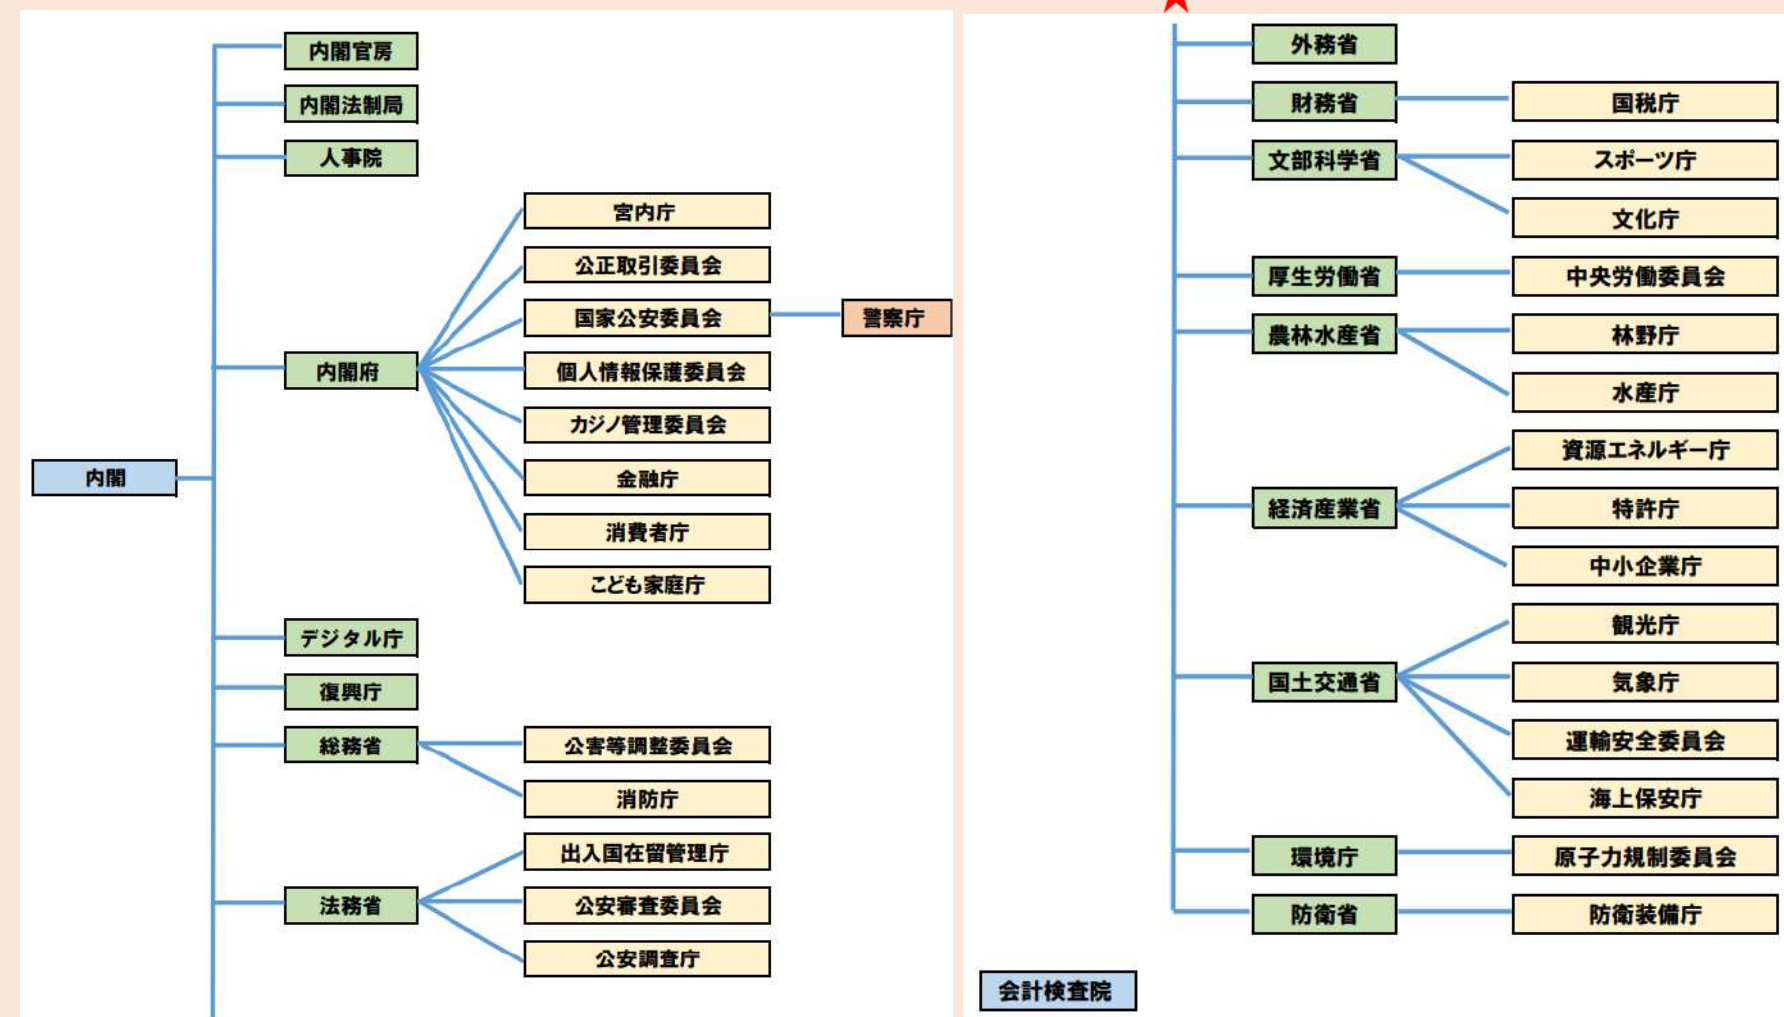 内閣官房
内閣法制局
人事院
宮内庁
公正取引委員会
国家公安委員会
警察庁
内閣府
個人情報保護委員会
カジノ管理委員会
内閣
金融庁
消費者庁
こども家庭庁
デジタル庁
復興庁
総務省
公害等調整委員会
消防庁
出入国在留管理庁
法務省
公安審査委員会
公安調査庁
外務省
財務省
国税庁
文部科学省
スポーツ庁
文化庁
厚生労働省
中央労働委員会
農林水産省
林野庁
水産庁
資源エネルギー庁
経済産業省
特許庁
中小企業庁
観光庁
国土交通省
気象庁
運輸安全委員会
海上保安庁
環境庁
原子力規制委員会
防衛省
防衛装備庁
会計検査院